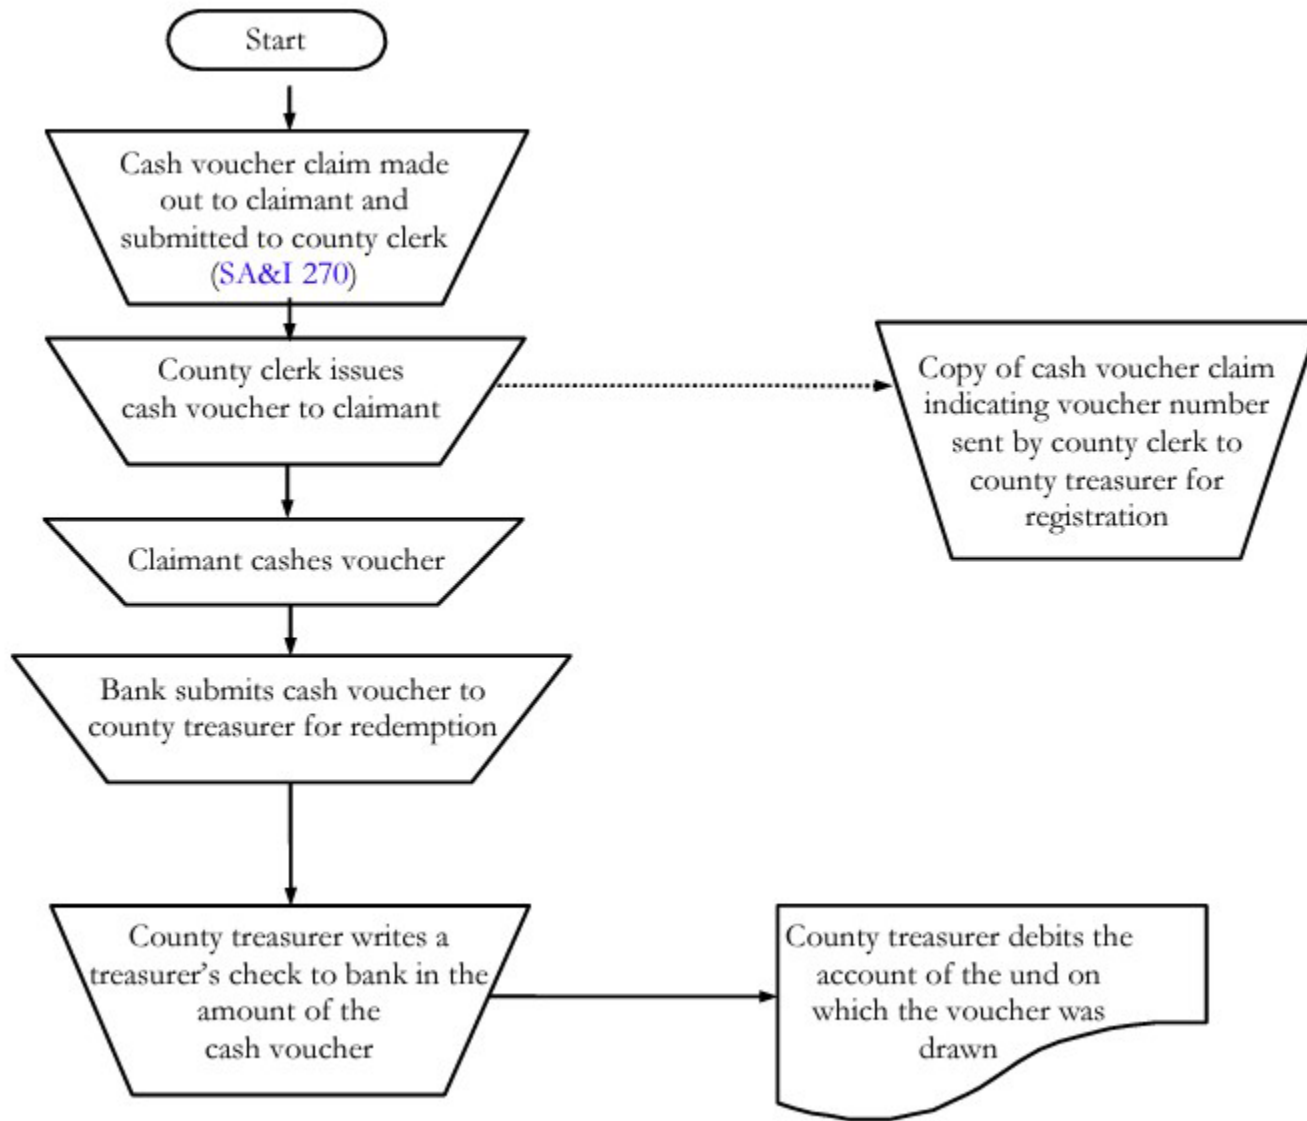 Start
Cash voucher claim made
out to claimant and
submitted to county clerk
(SA&I 270)
County clerk issues
cash voucher to claimant
Copy of cash voucher claim
indicating voucher number
sent by county clerk to
county treasurer for
registration
Claimant cashes voucher
Bank submits cash voucher to
county treasurer for redemption
County treasurer writes a
treasurer’s check to bank in the
amount of the
cash voucher
County treasurer debits the
account of the und on
which the voucher was
drawn